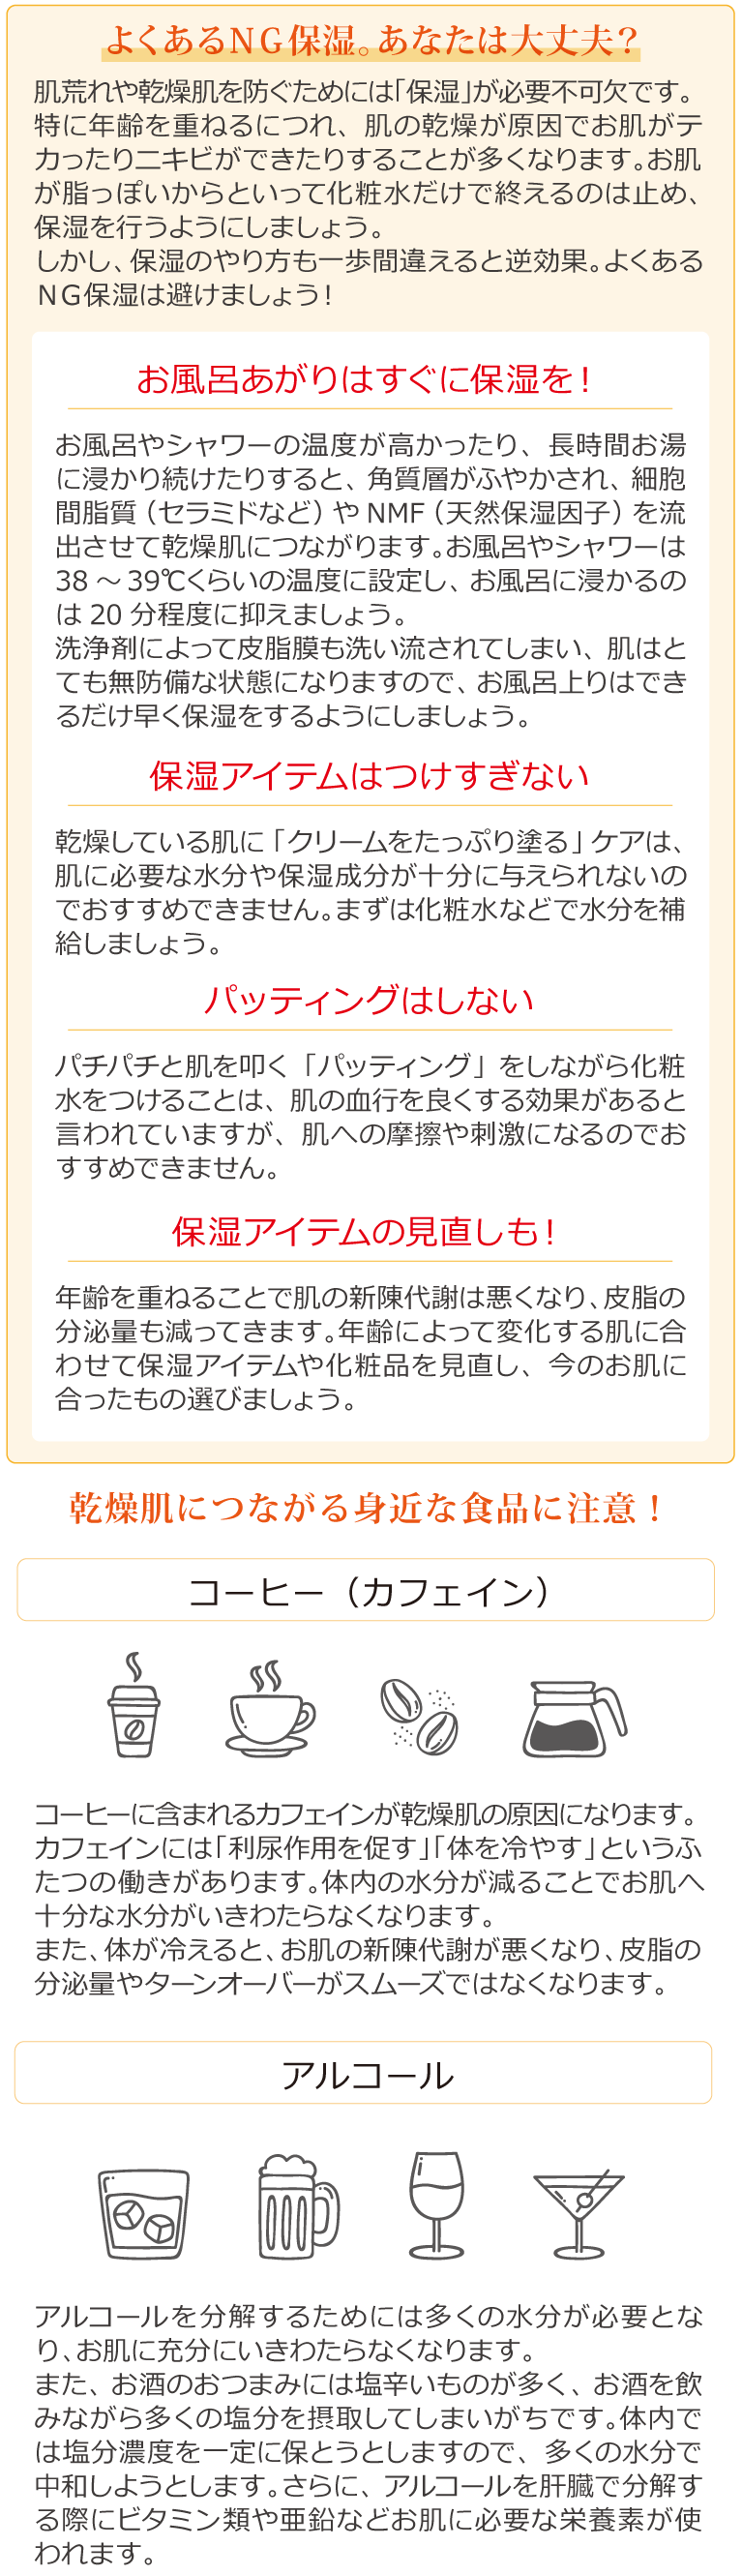 よくあるNG保湿。あなたは大丈夫？
肌荒れや乾燥肌を防ぐためには「保湿」が必要不可欠です。
特に年齢を重ねるにつれ、肌の乾燥が原因でお肌がテ
カったりニキビができたりすることが多くなります。お肌
が脂っぽいからといって化粧水だけで終えるのは止め、
保湿を行うようにしましょう。
しかし、保湿のやり方も一歩間違えると逆効果。よくある
NG保湿は避けましょう！
お風呂あがりはすぐに保湿を！
お風呂やシャワーの温度が高かったり、長時間お湯
に浸かり続けたりすると、角質層がふやかされ、細胞
間脂質（セラミドなど）やNMF（天然保湿因子）を流
出させて乾燥肌につながります。お風呂やシャワーは
38～39℃くらいの温度に設定し、お風呂に浸かるの
は20分程度に抑えましょう。
洗浄剤によって皮脂膜も洗い流されてしまい、肌はと
ても無防備な状態になりますので、お風呂上りはでき
るだけ早く保湿をするようにしましょう。
保湿アイテムはつけすぎない
乾燥している肌に「クリームをたっぷり塗る」ケアは、
肌に必要な水分や保湿成分が十分に与えられないの
でおすすめできません。まずは化粧水などで水分を補
給しましょう。
パッティングはしない
パチパチと肌を叩く「パッティング」をしながら化粧
水をつけることは、肌の血行を良くする効果があると
言われていますが、肌への摩擦や刺激になるのでお
すすめできません。
保湿アイテムの見直しも！
年齢を重ねることで肌の新陳代謝は悪くなり、皮脂の
分泌量も減ってきます。年齢によって変化する肌に合
わせて保湿アイテムや化粧品を見直し、今のお肌に
合ったもの選びましょう。
乾燥肌につながる身近な食品に注意！
コーヒー（カフェイン）
コーヒーに含まれるカフェインが乾燥肌の原因になります。
カフェインには「利尿作用を促す」「体を冷やす」というふ
たつの働きがあります。体内の水分が減ることでお肌へ
十分な水分がいきわたらなくなります。
また、体が冷えると、お肌の新陳代謝が悪くなり、皮脂の
分泌量やターンオーバーがスムーズではなくなります。
アルコール
アルコールを分解するためには多くの水分が必要とな
り、お肌に充分にいきわたらなくなります。
また、お酒のおつまみには塩辛いものが多く、お酒を飲
みながら多くの塩分を摂取してしまいがちです。体内で
は塩分濃度を一定に保とうとしますので、多くの水分で
中和しようとします。さらに、アルコールを肝臓で分解す
る際にビタミン類や亜鉛などお肌に必要な栄養素が使
われます。